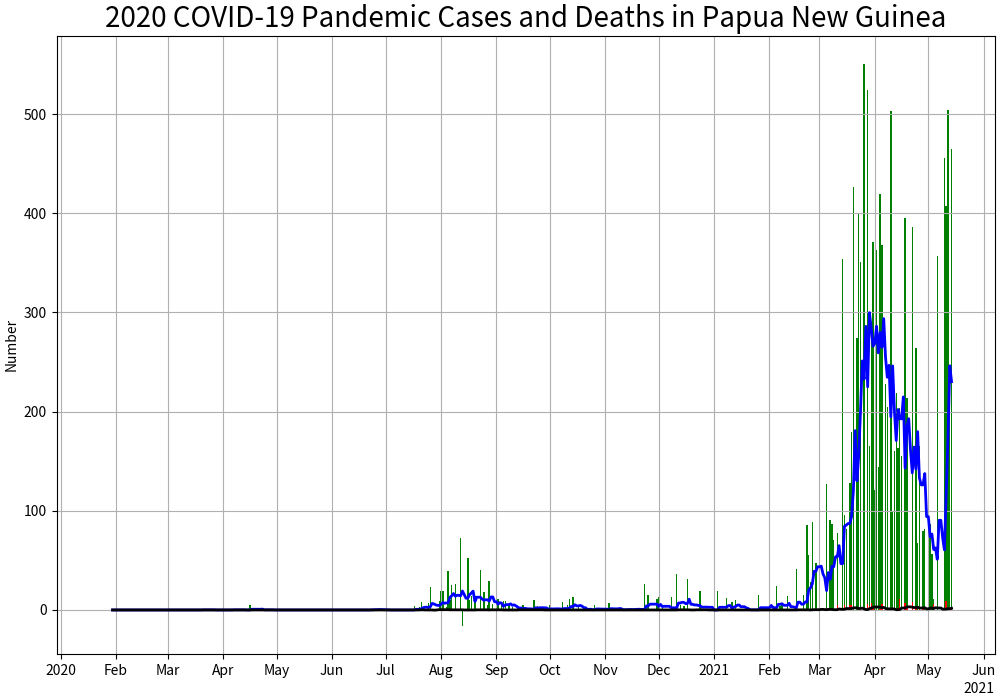 2020 COVID-19 Pandemic Cases and Deaths in Papua New Guinea
Number
500
400
300
200
100
0
2020 Feb Mar Apr May Jun Jul Aug Sep Oct Nov Dec 2021 Feb Mar Apr May Jun
2021